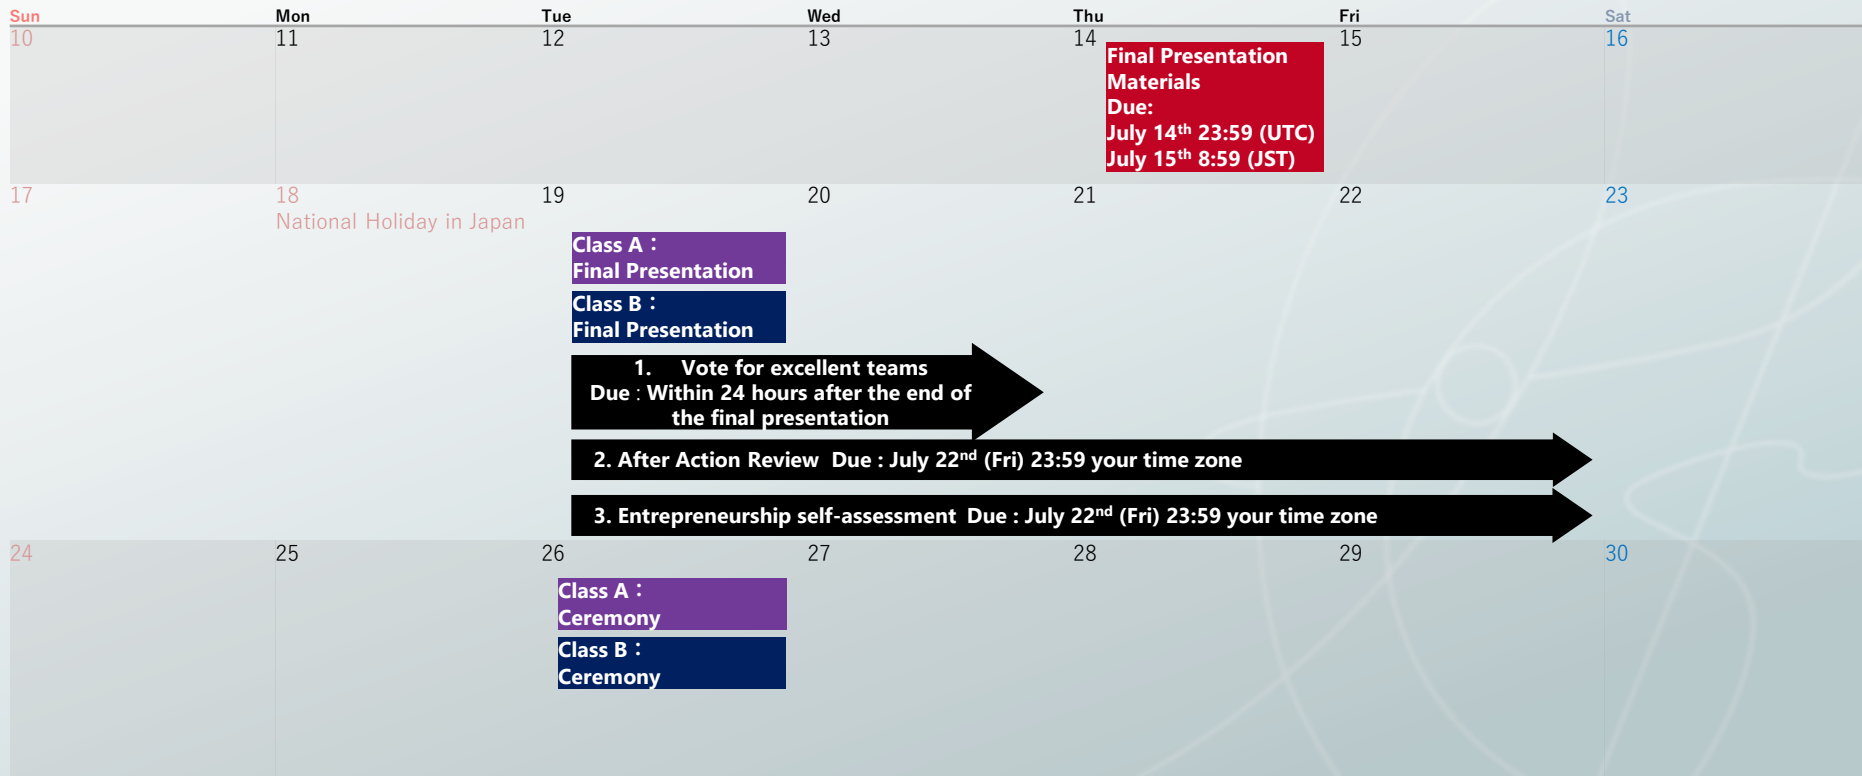 Sun Mon Tue Wed Thu Fri Sat
10 11 12 13 14 15 16
Final Presentation
Materials
Due:
July 14th 23:59 (UTC)
July 15th 8:59 (JST)
17 18 19 20 21 22 23
National Holiday in Japan
Class A：
Final Presentation
Class B：
Final Presentation
1. Vote for excellent teams
Due : Within 24 hours after the end of
the final presentation
2. After Action Review Due : July 22nd (Fri) 23:59 your time zone
3. Entrepreneurship self-assessment Due : July 22nd (Fri) 23:59 your time zone
24 25 26 27 28 29 30
Class A：
Ceremony
Class B：
Ceremony